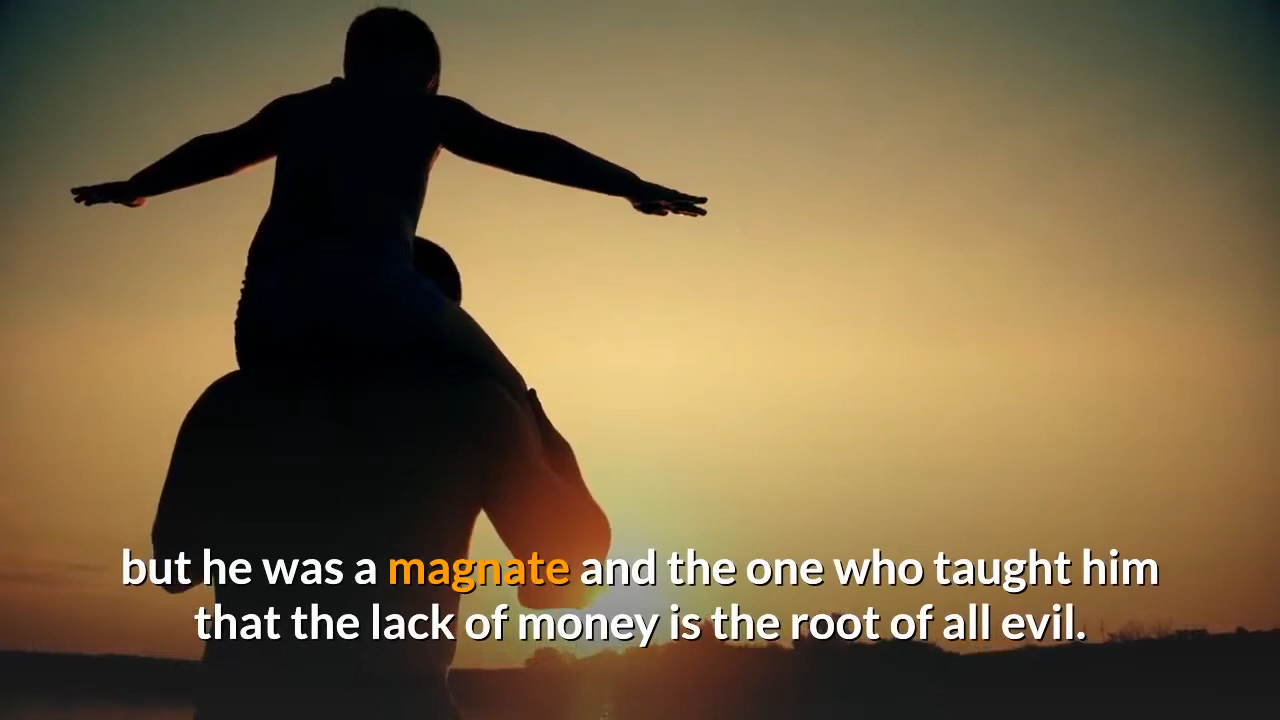 but he was a magnate and the one who taught him
that the lack of money is the root of all evil.